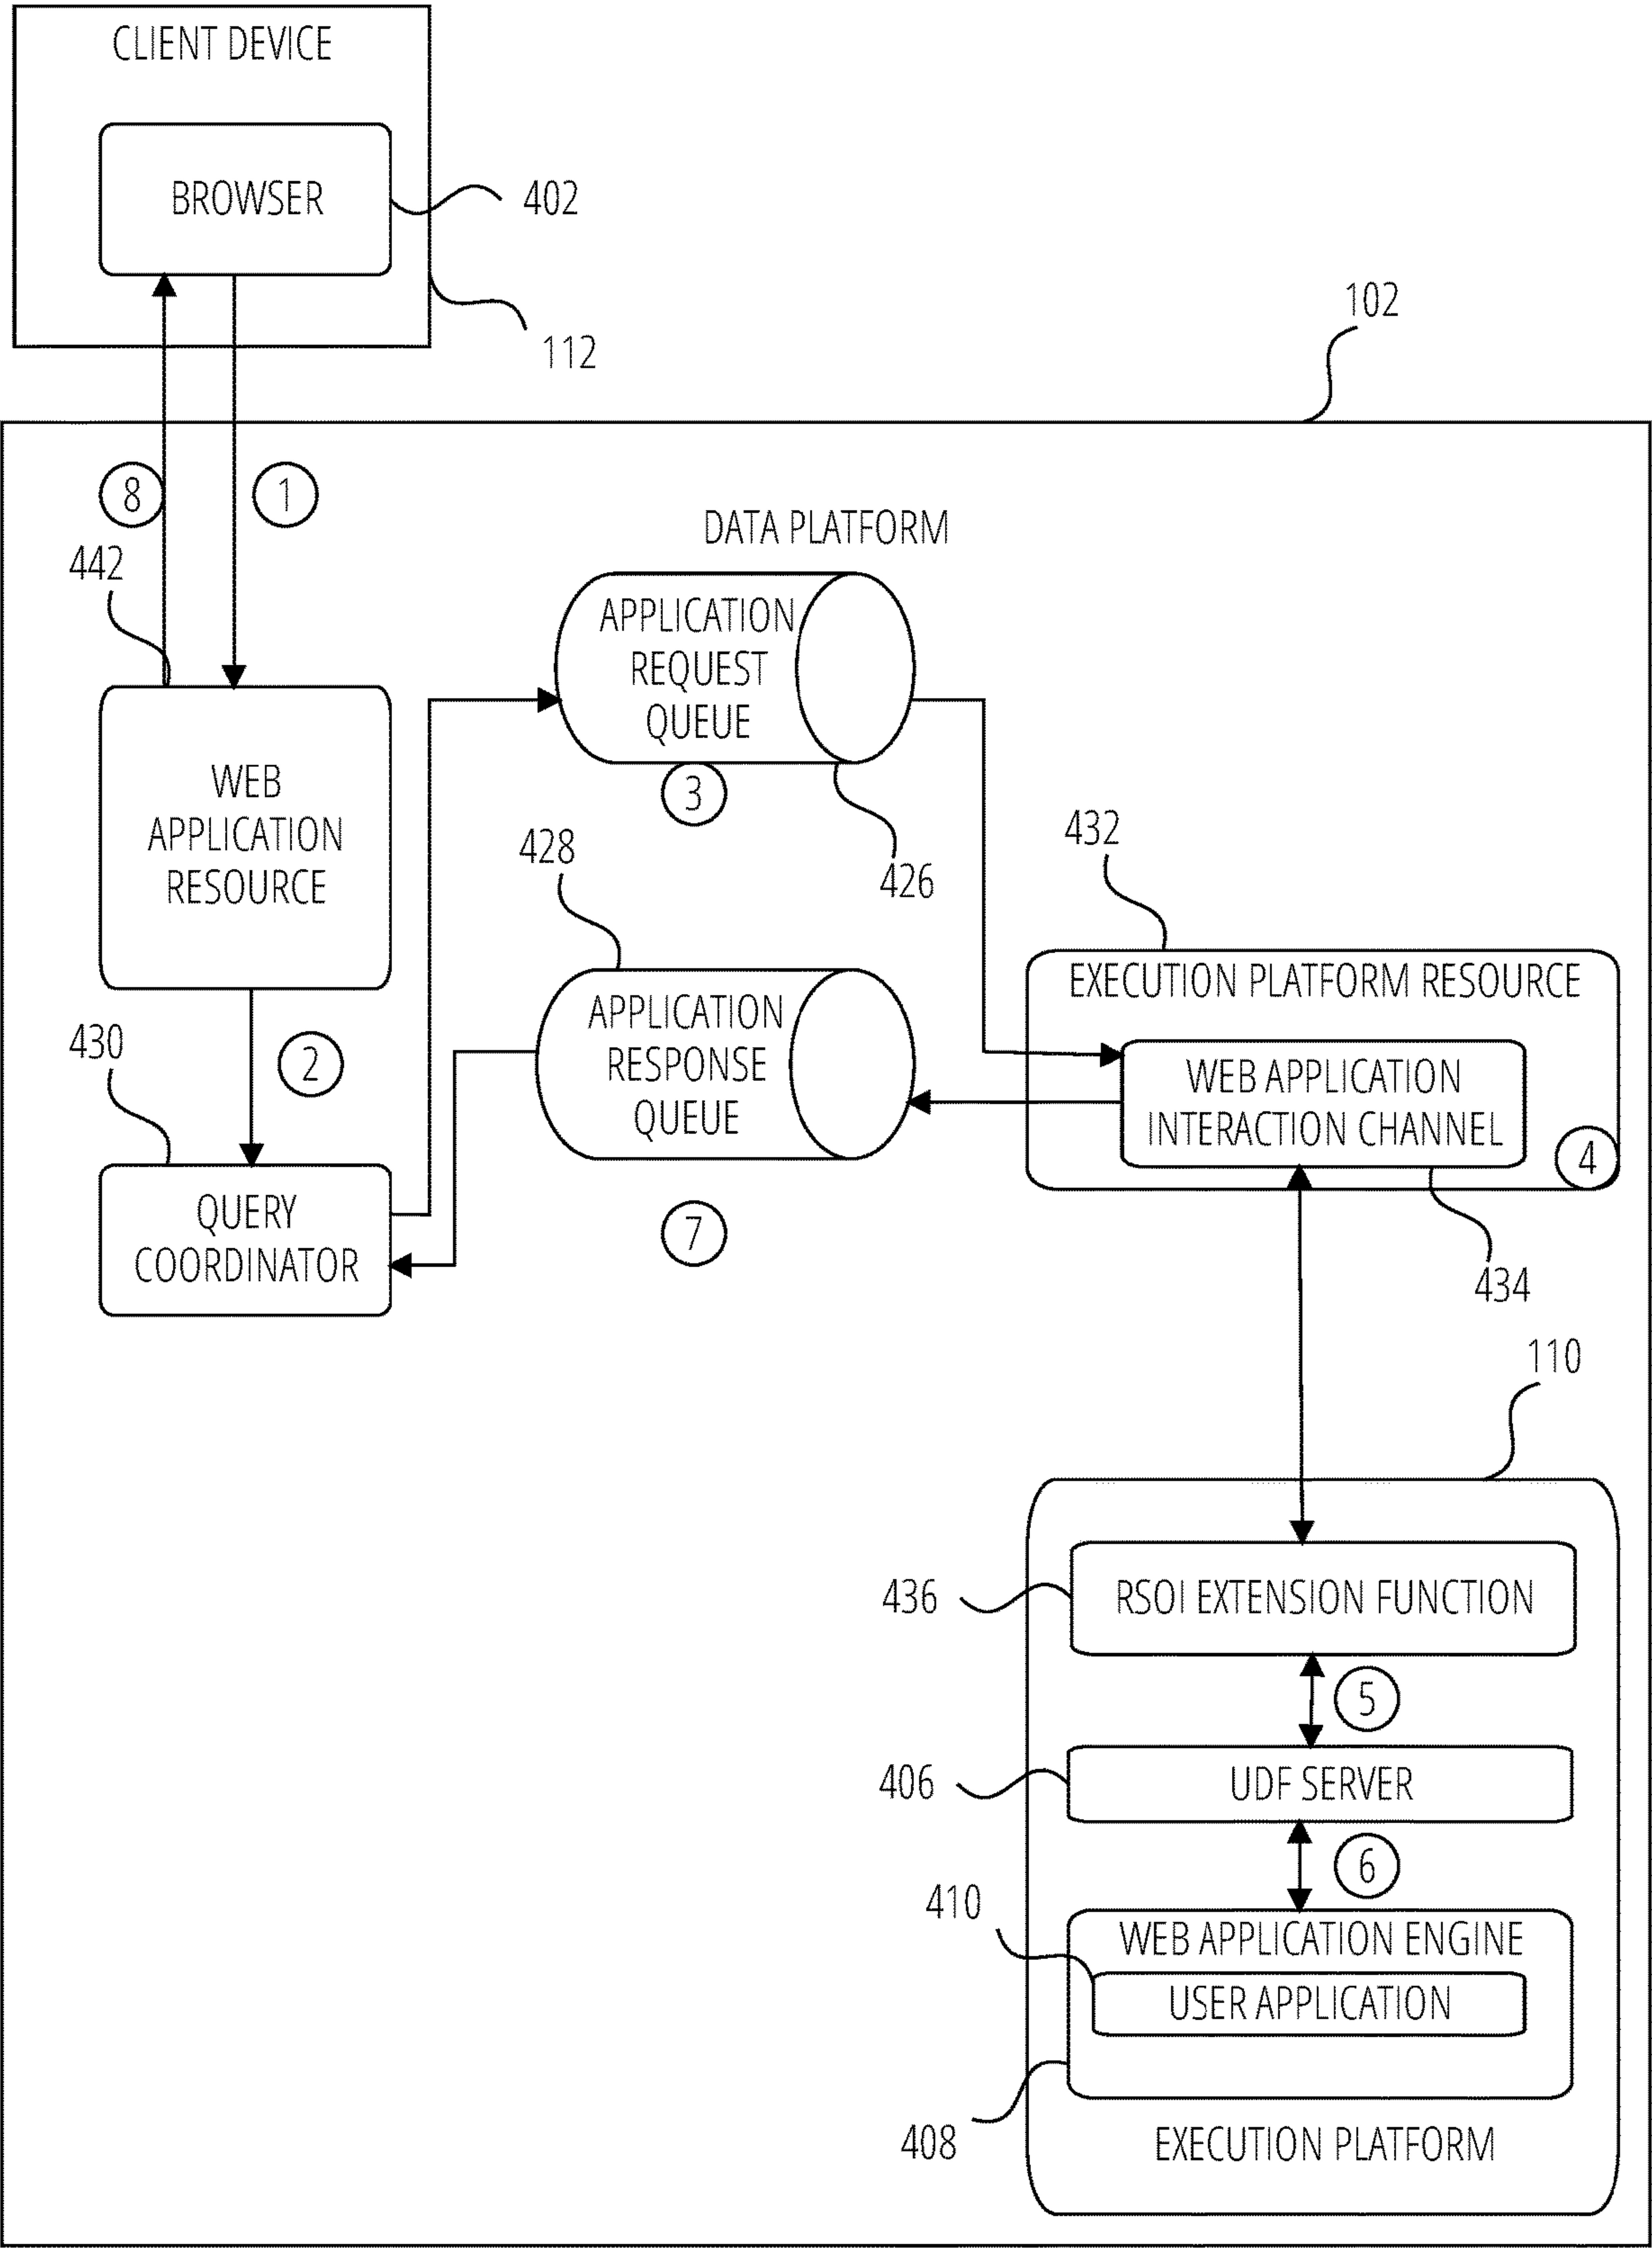 CLIENT DEVICE
BROWSER
402
112
102
8
1
442
DATA PLATFORM
APPLICATION
REQUEST
QUEUE
3
426
WEB
APPLICATION
RESOURCE
428
432
APPLICATION
RESPONSE
QUEUE
EXECUTION PLATFORM RESOURCE
WEB APPLICATION
INTERACTION CHANNEL
4
434
430
2
QUERY
COORDINATOR
7
110
436
RSOI EXTENSION FUNCTION
5
406
UDF SERVER
6
410
WEB APPLICATION ENGINE
USER APPLICATION
408
EXECUTION PLATFORM